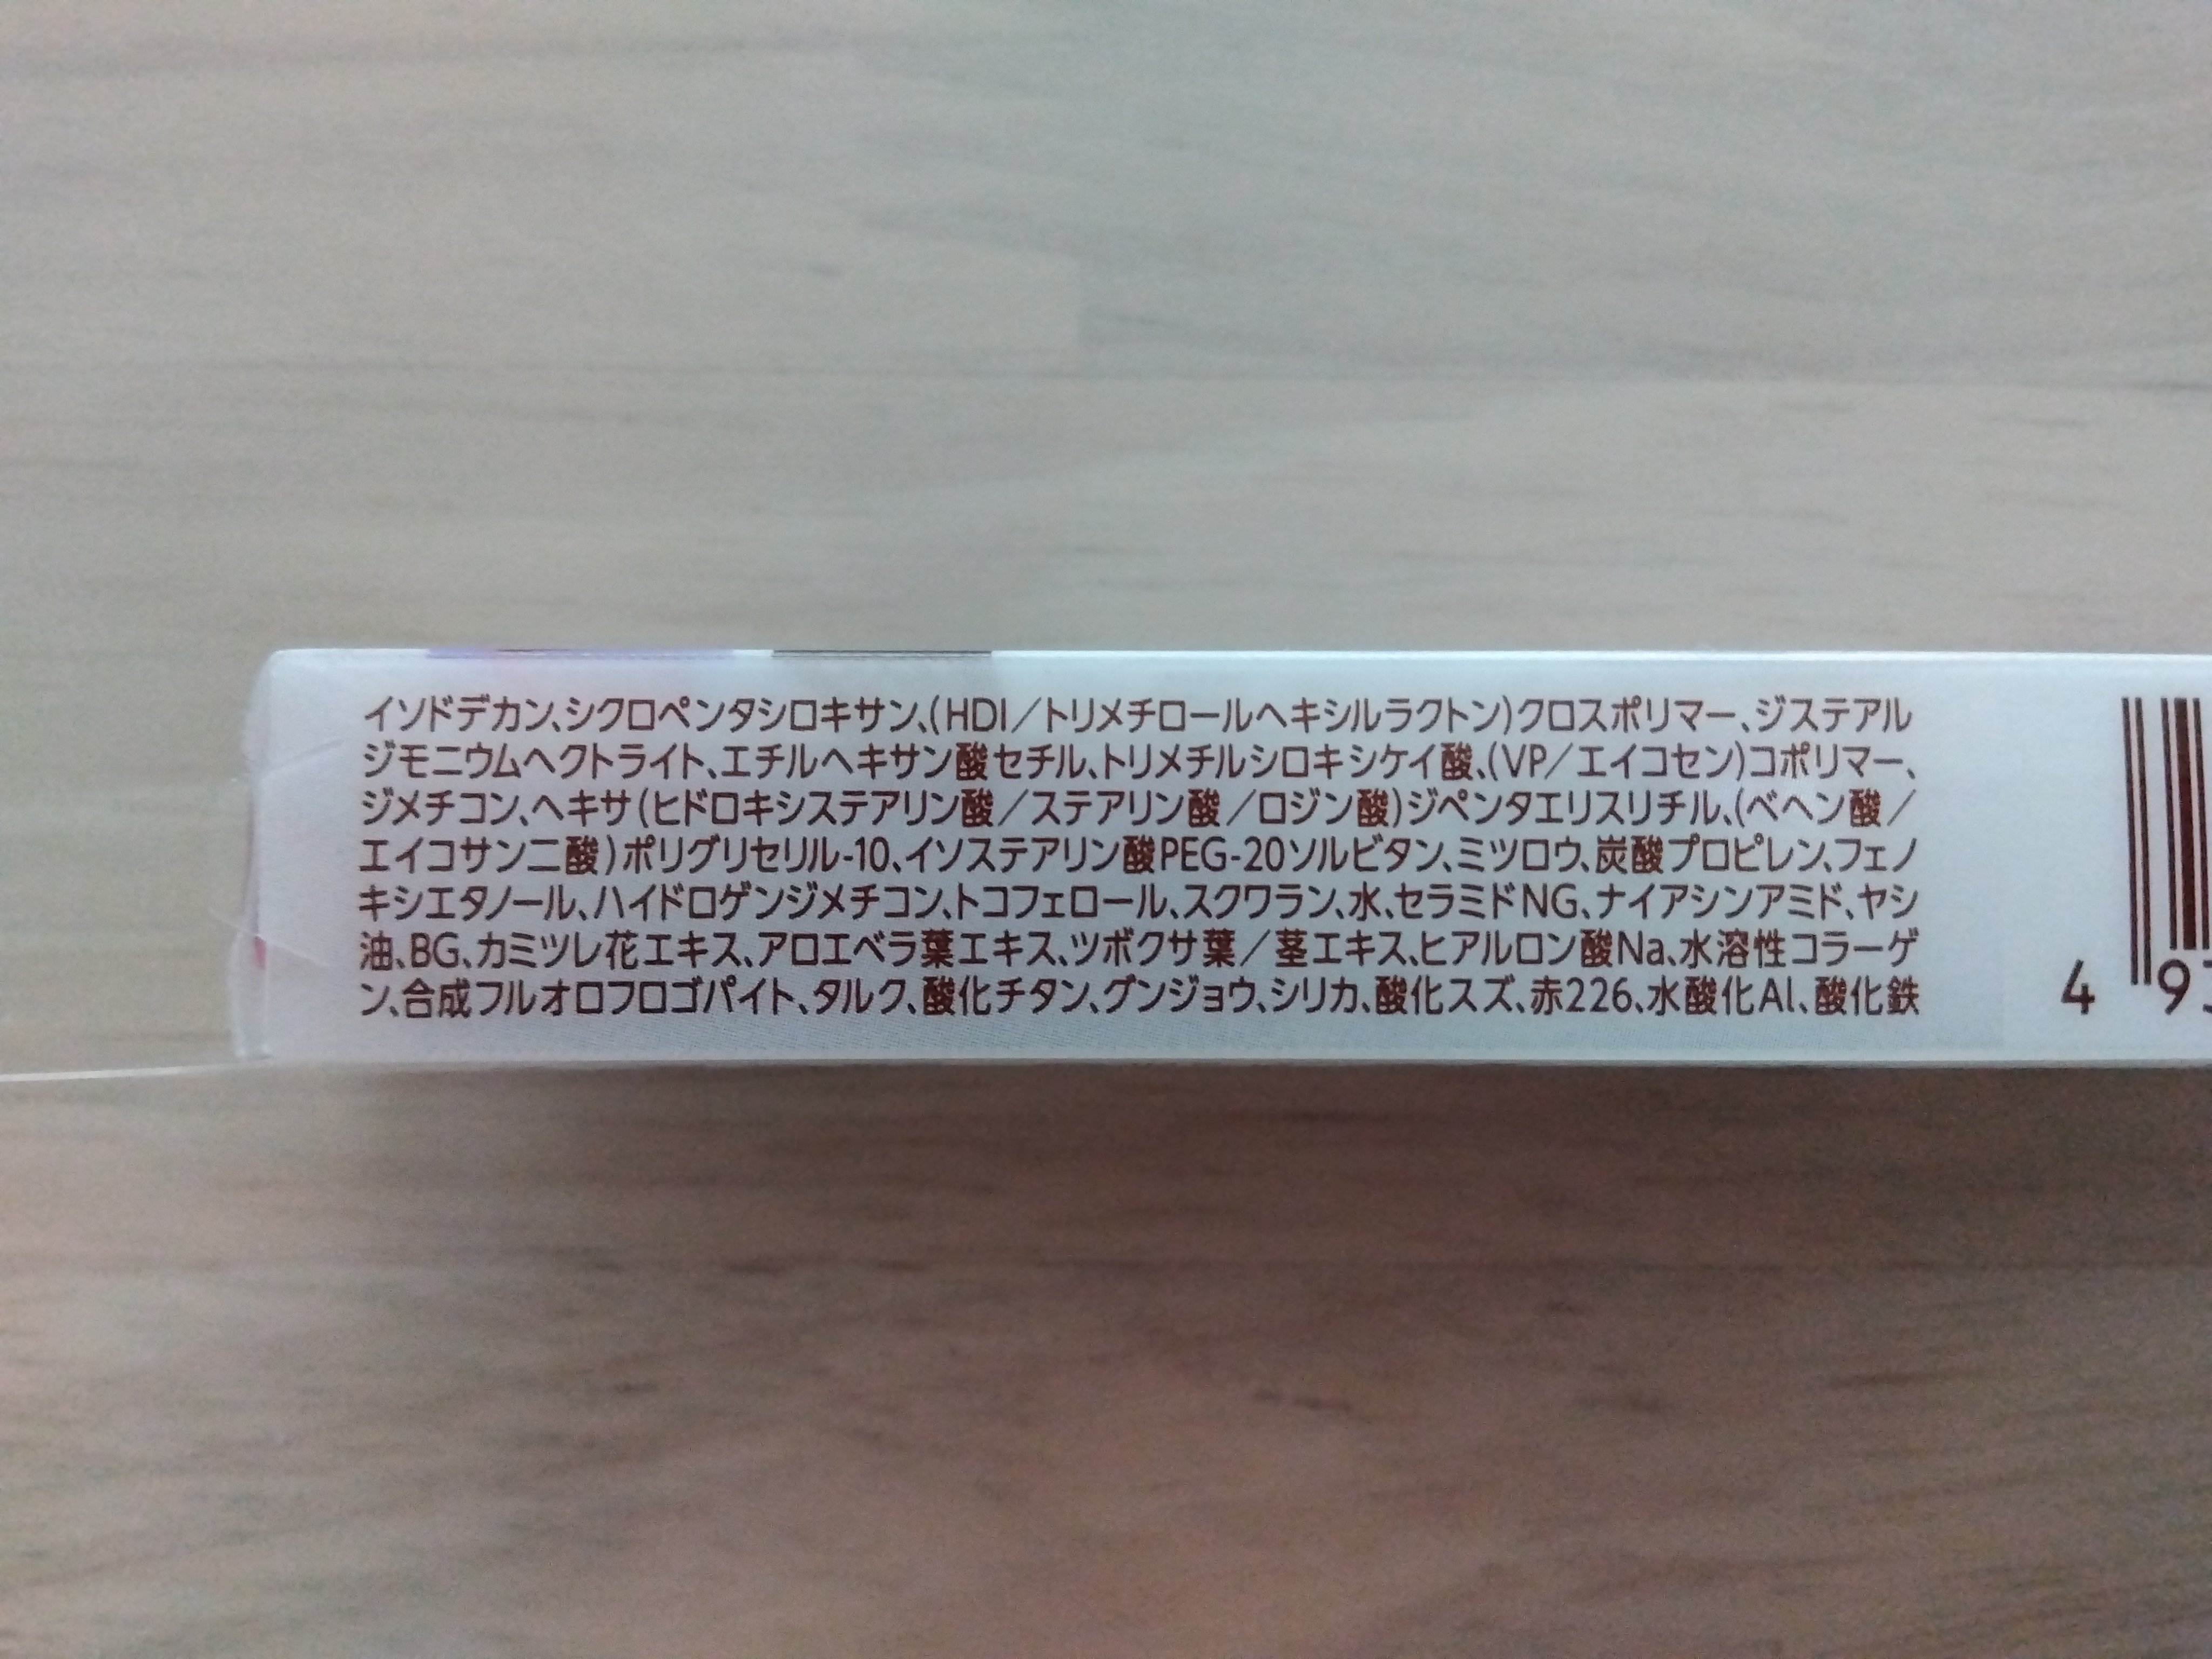 イソドデカン、シクロペンタシロキサン、(HDI／トリメチロールヘキシルラクトン)クロスポリマー、ジステアル
ジモニウムヘクトライト、エチルヘキサン酸セチル、トリメチルシロキシケイ酸、(VP／エイコセン)コポリマー、
ジメチコン、ヘキサ(ヒドロキシステアリン酸／ステアリン酸／ロジン酸)ジペンタエリスリチル、(ベヘン酸／
エイコサン二酸)ポリグリセリル-10、イソステアリン酸PEG-20ソルビタン、ミツロウ、炭酸プロピレン、フェノ
キシエタノール、ハイドロゲンジメチコン、トコフェロール、スクワラン、水、セラミドNG、ナイアシンアミド、ヤシ
油、BG、カミツレ花エキス、アロエベラ葉エキス、ツボクサ葉／茎エキス、ヒアルロン酸Na、水溶性コラーゲ
ン、合成フルオロフロゴパイト、タルク、酸化チタン、グンジョウ、シリカ、酸化スズ、赤226、水酸化Al、酸化鉄
4 9